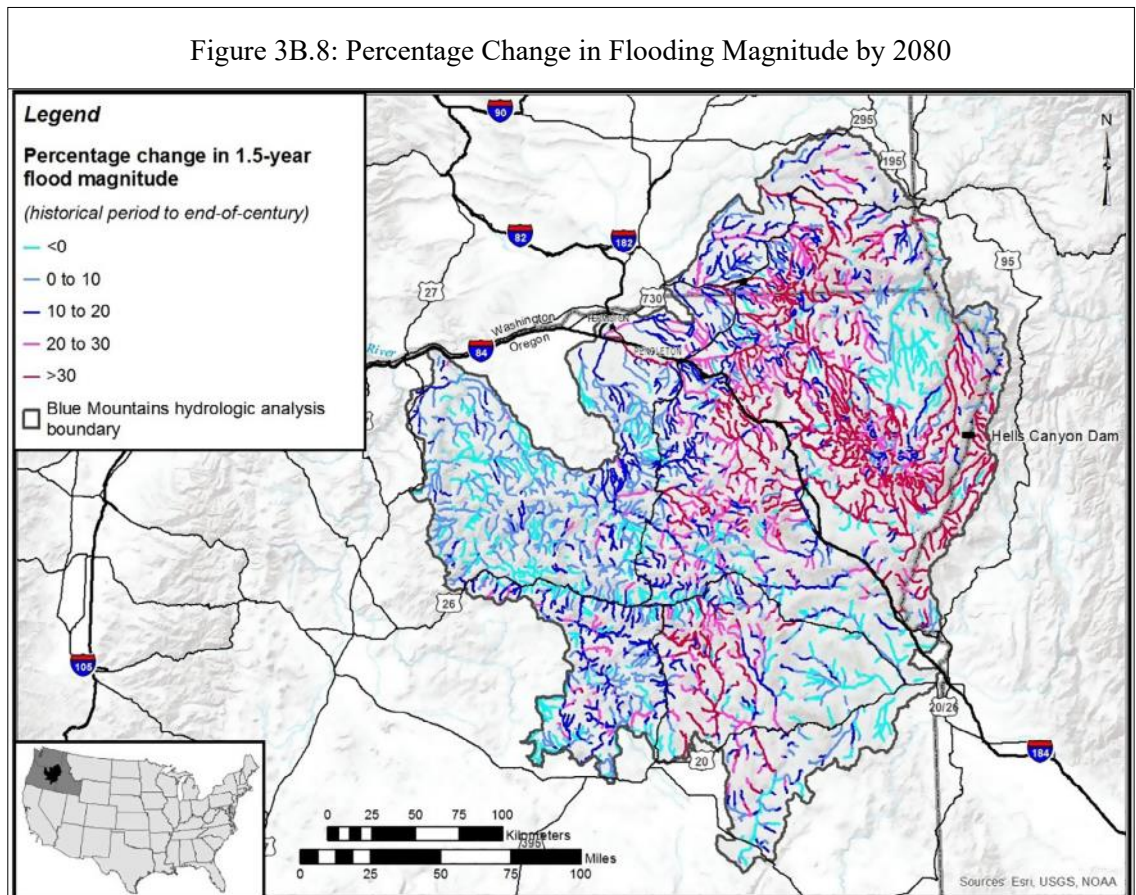 Figure 3B.8: Percentage Change in Flooding Magnitude by 2080
Legend
Percentage change in 1.5-year
flood magnitude
(historical period to end-of-century)
<0
0 to 10
10 to 20
20 to 30
>30
Blue Mountains hydrologic analysis
boundary
90
295
N
195
82
182
95
27
730
Washington
Oregon
River
84
PENDLETON
Hells Canyon Dam
26
105
20/26
20
184
0 25 50 75 100
Kilometers
395
Miles
0 25 50 75 100
Sources: Esri, USGS, NOAA